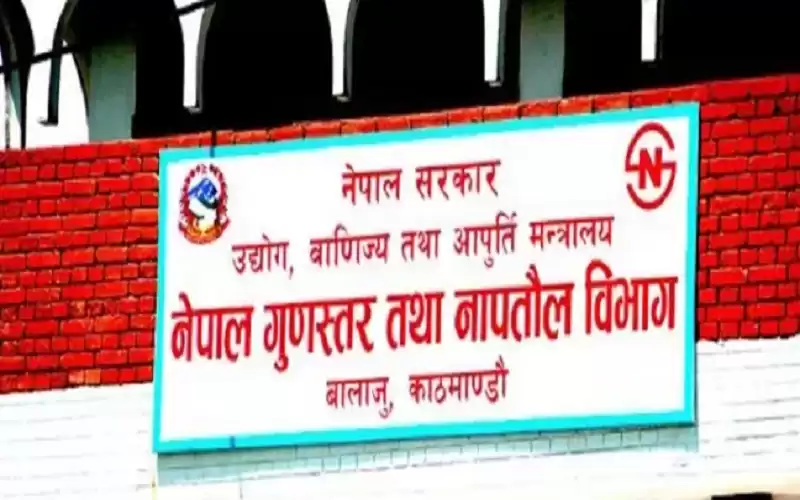 नेपाल सरकार
उद्योग, बाणिज्य तथा आपुर्ति मन्त्रालय
नेपाल गुणस्तर तथा नापतौल विभाग
बालाजु, काठमाण्डौ